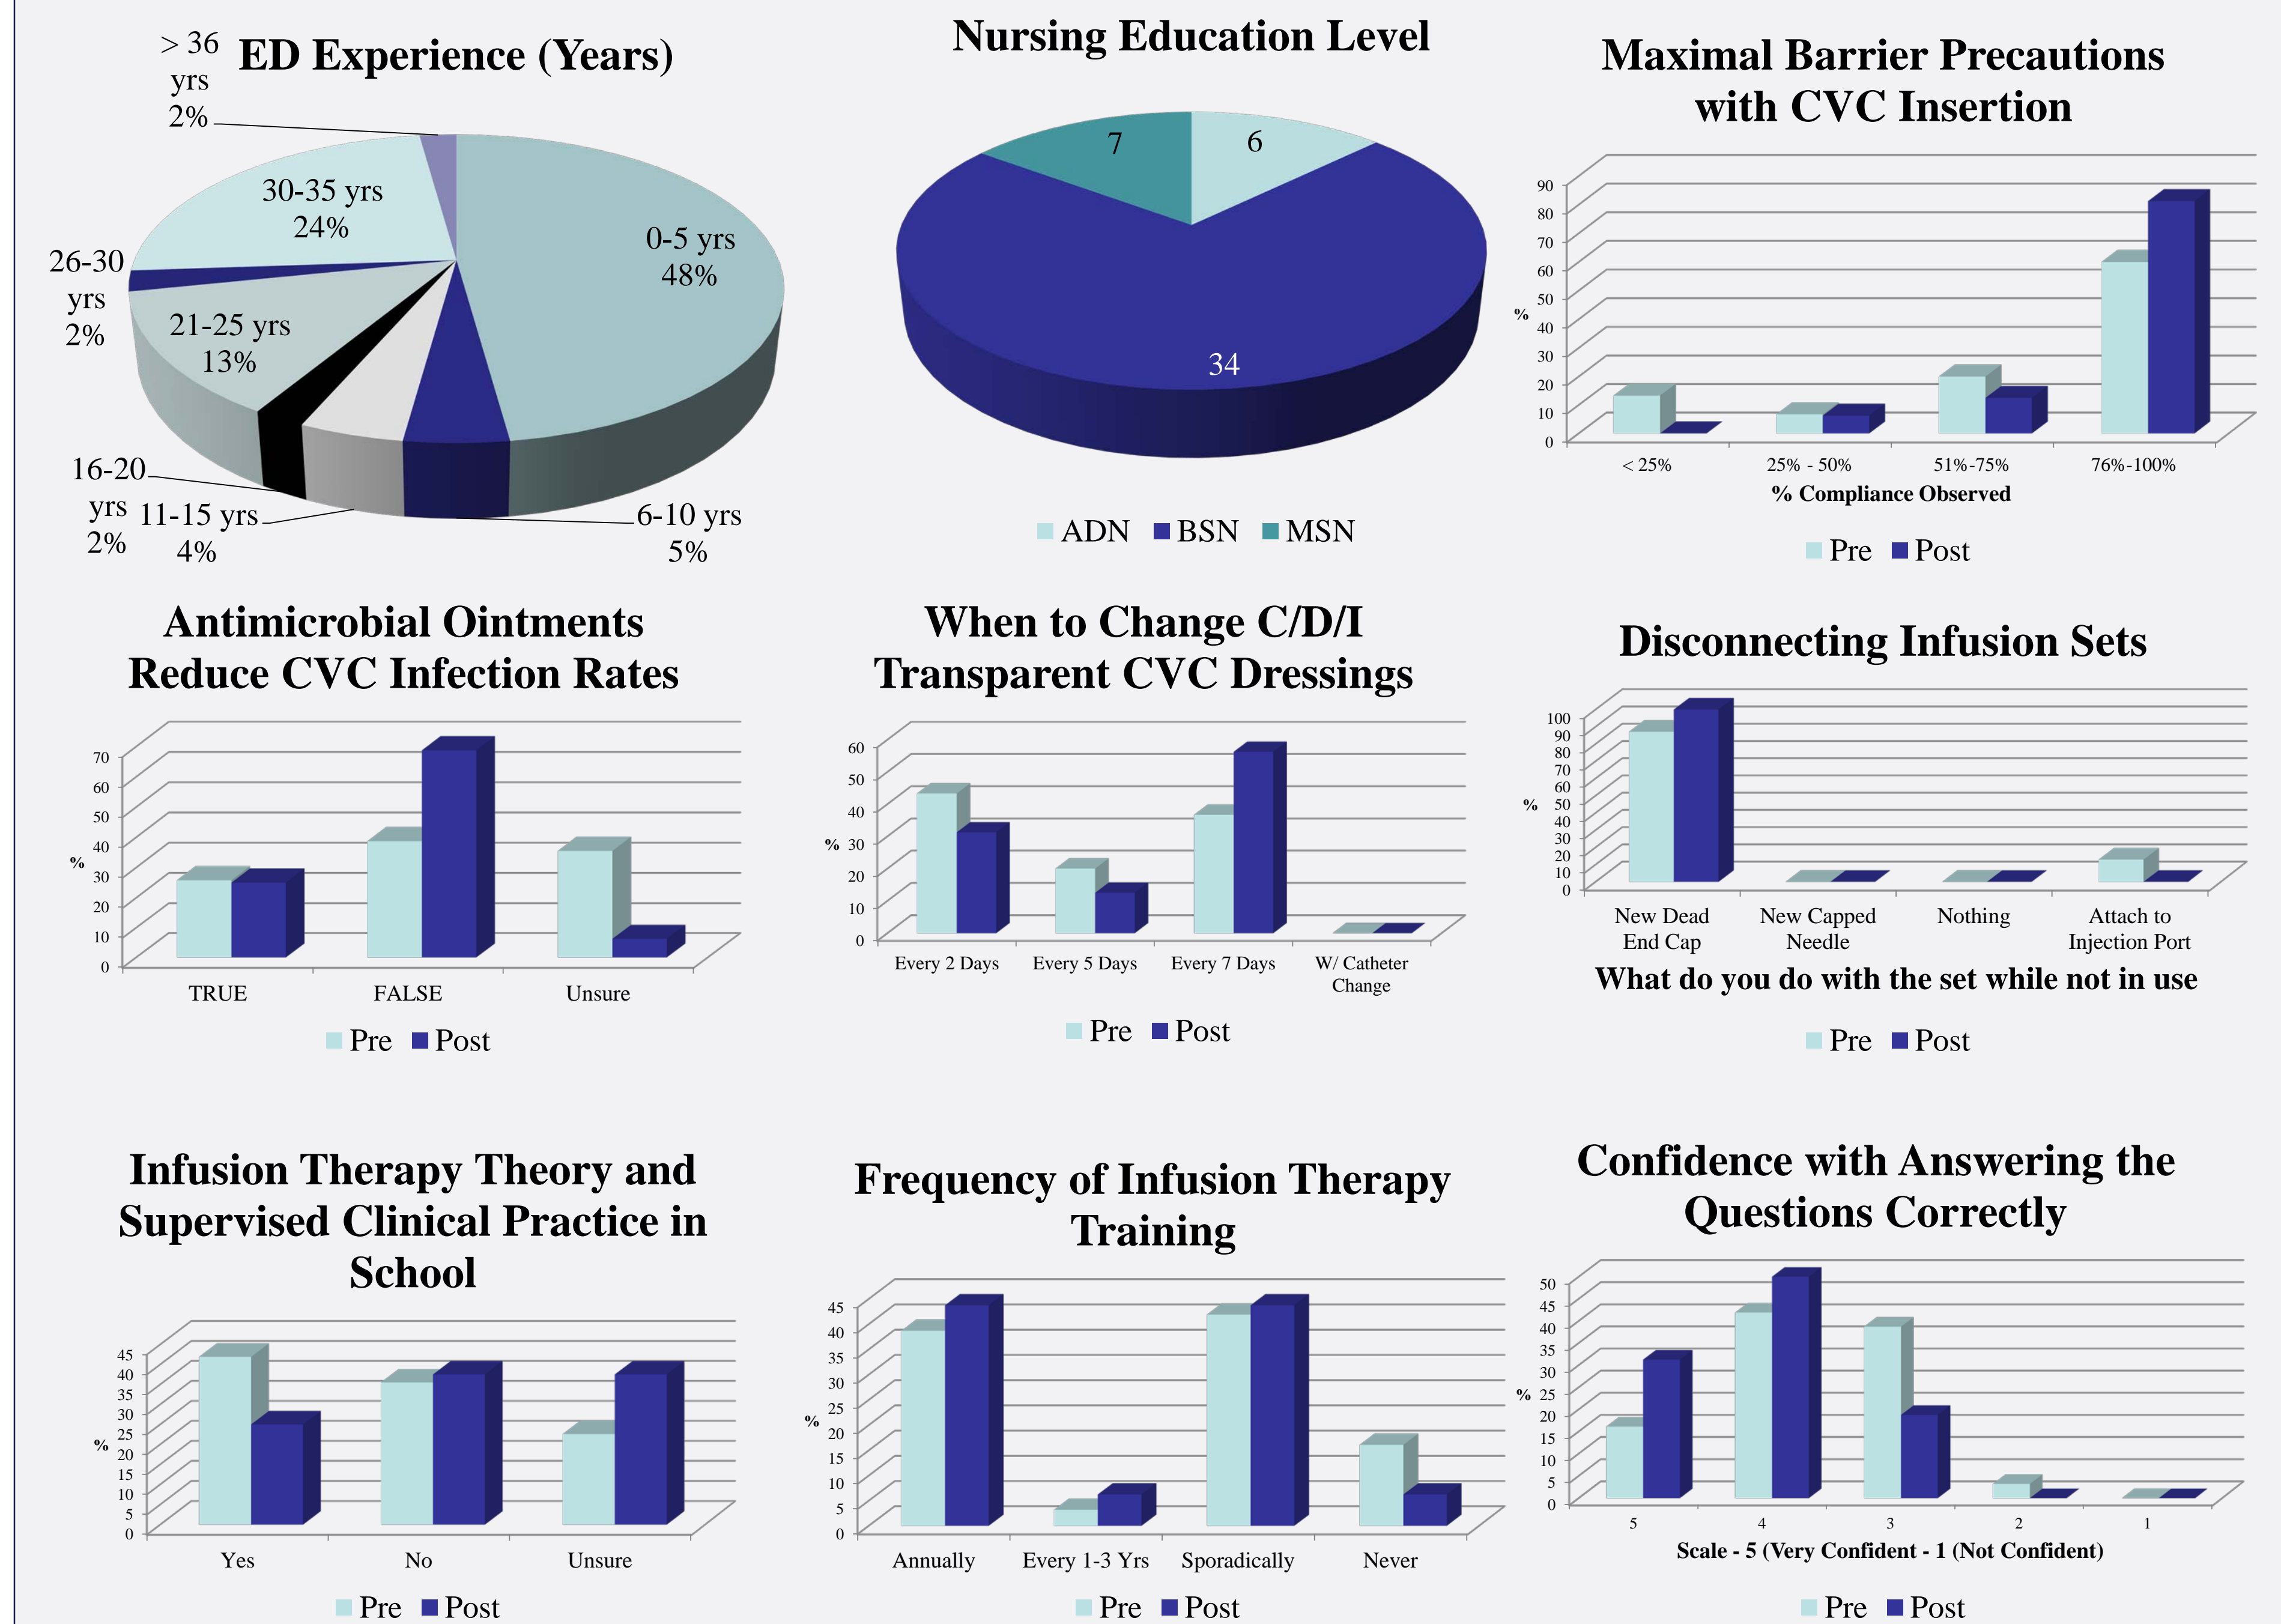 ED Experience (Years)
> 36
yrs
2%
30-35 yrs
24%
0-5 yrs
48%
26-30
yrs
2%
21-25 yrs
13%
16-20
yrs
2%
11-15 yrs
4%
6-10 yrs
5%
Nursing Education Level
7
6
34
ADN BSN MSN
Maximal Barrier Precautions
with CVC Insertion
90
80
70
60
50
40
30
20
10
0
%
< 25% 25% - 50% 51%-75% 76%-100%
% Compliance Observed
Pre Post
Antimicrobial Ointments
Reduce CVC Infection Rates
70
60
50
40
30
20
10
0
%
TRUE FALSE Unsure
Pre Post
When to Change C/D/I
Transparent CVC Dressings
60
50
40
30
20
10
0
%
Every 2 Days Every 5 Days Every 7 Days W/ Catheter
Change
Pre Post
Disconnecting Infusion Sets
100
90
80
70
60
50
40
30
20
10
0
%
New Dead New Capped Nothing Attach to
End Cap Needle Injection Port
What do you do with the set while not in use
Pre Post
Infusion Therapy Theory and
Supervised Clinical Practice in
School
45
40
35
30
25
20
15
10
5
0
%
Yes No Unsure
Pre Post
Frequency of Infusion Therapy
Training
45
40
35
30
25
20
15
10
5
0
%
Annually Every 1-3 Yrs Sporadically Never
Pre Post
Confidence with Answering the
Questions Correctly
50
45
40
35
30
25
20
15
10
5
0
%
5 4 3 2 1
Scale - 5 (Very Confident - 1 (Not Confident)
Pre Post